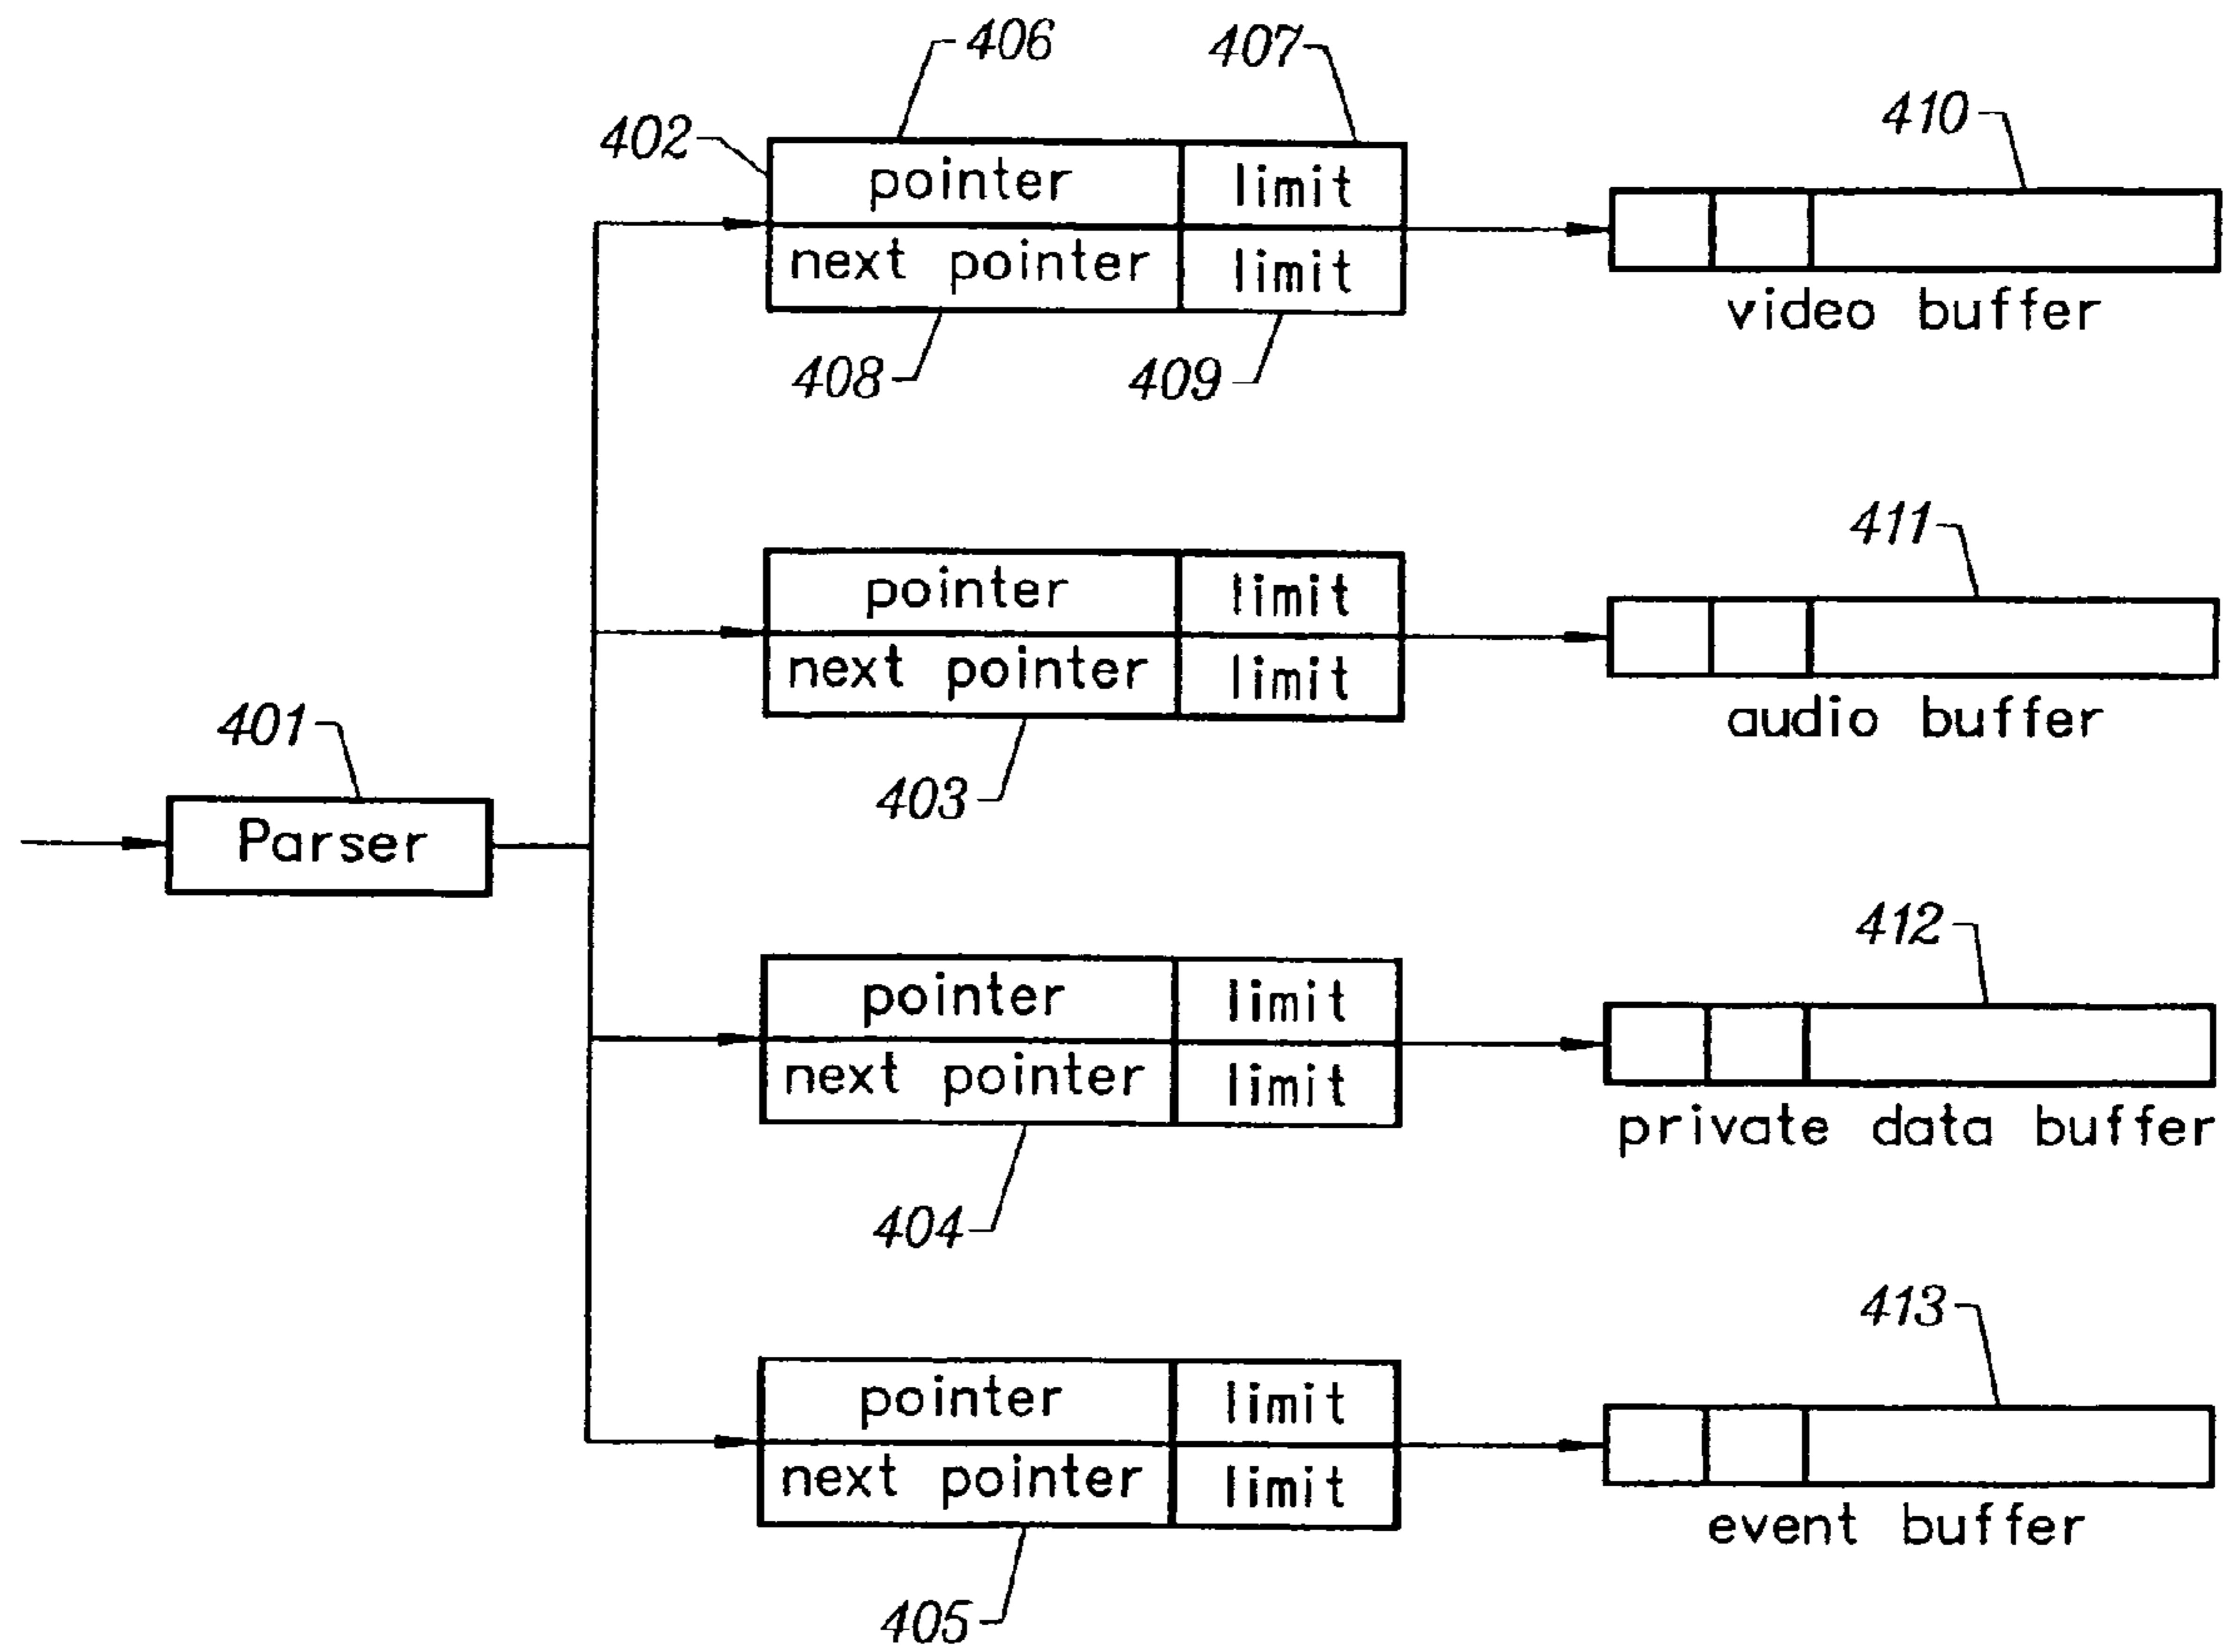 406
407
402
410
pointer
limit
next pointer
limit
video buffer
408
409
411
pointer
limit
next pointer
limit
audio buffer
401
403
Parser
412
pointer
limit
next pointer
limit
private data buffer
404
413
pointer
limit
next pointer
limit
event buffer
405